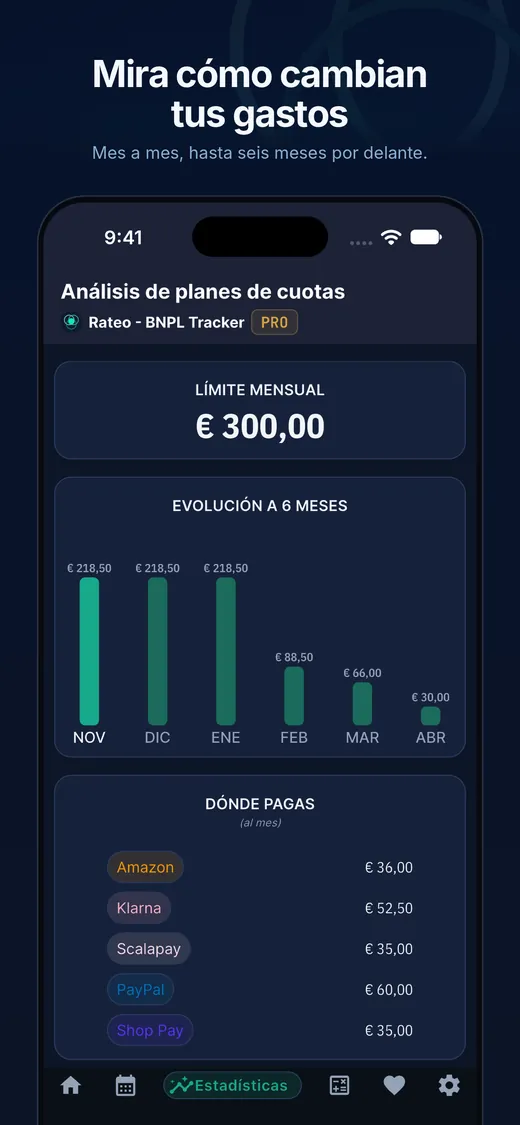 Mira cómo cambian
tus gastos
Mes a mes, hasta seis meses por delante.
9:41
Análisis de planes de cuotas
Rateo - BNPL Tracker PRO
LÍMITE MENSUAL
€ 300,00
EVOLUCIÓN A 6 MESES
€ 218,50 € 218,50 € 218,50 € 88,50 € 66,00 € 30,00
NOV DIC ENE FEB MAR ABR
DÓNDE PAGAS
(al mes)
Amazon € 36,00
Klarna € 52,50
Scalapay € 35,00
PayPal € 60,00
Shop Pay € 35,00
Estadísticas